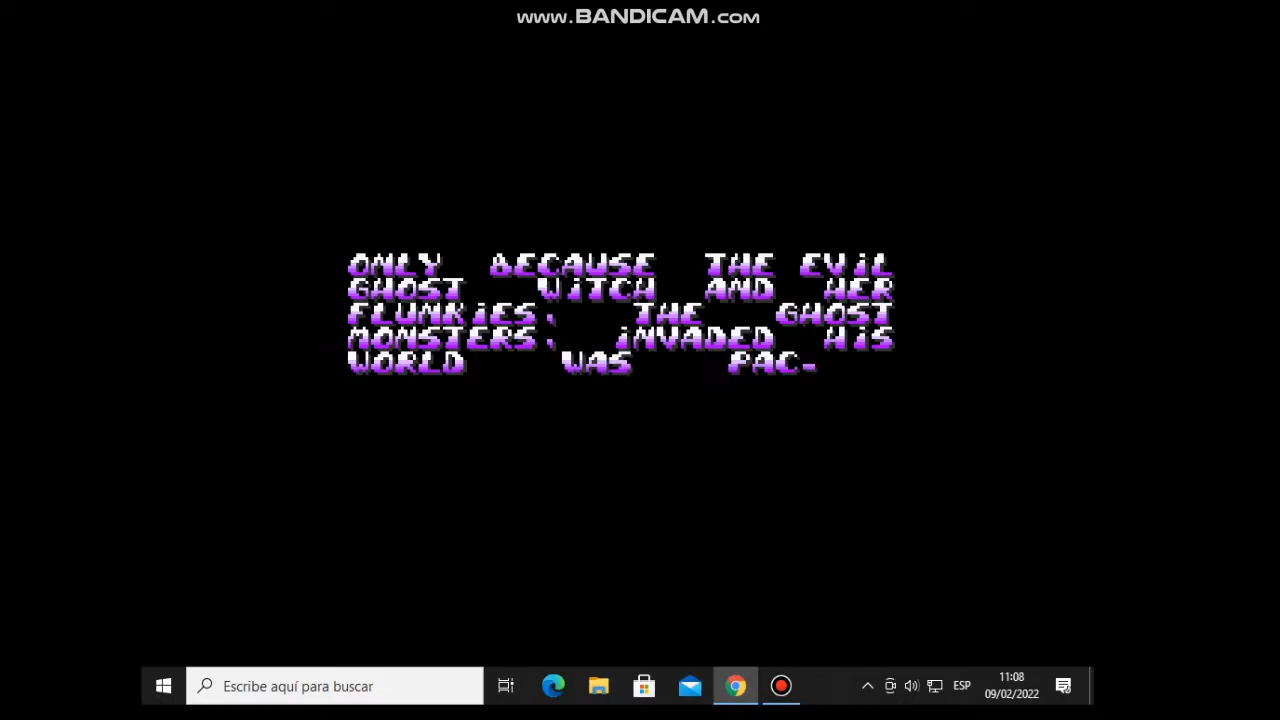 www.BANDICAM.com
ONLY BECAUSE THE EViL
GHOST WiTCH AND HER
FLUNKiES, THE GHOST
MONSTERS, iNVADED HiS
WORLD WAS PAC-
Escribe aquí para buscar
ESP
11:08
09/02/2022